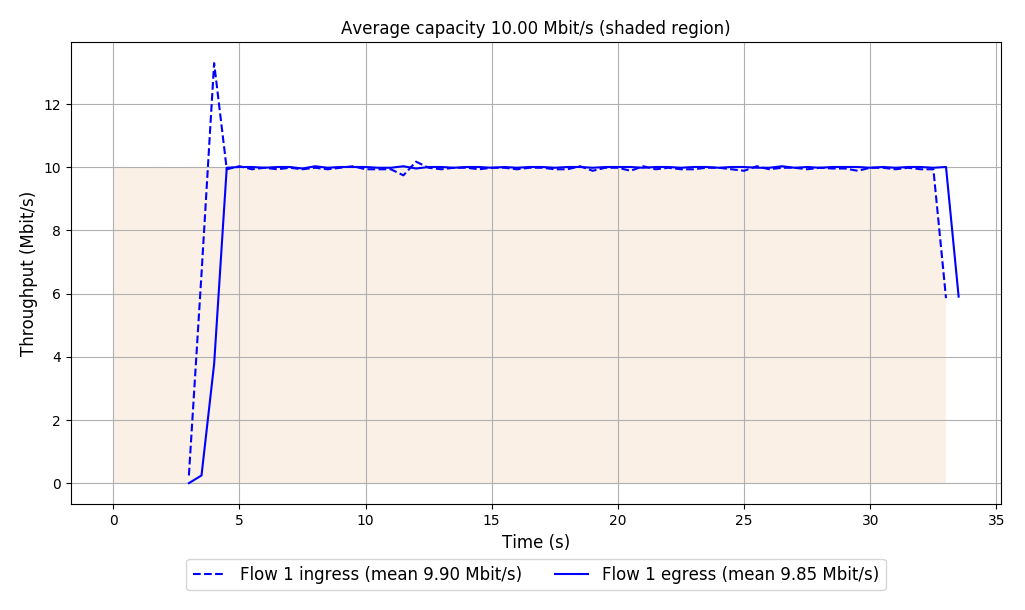 Average capacity 10.00 Mbit/s (shaded region)
Throughput (Mbit/s)
12
10
8
6
4
2
0
0 5 10 15 20 25 30 35
Time (s)
Flow 1 ingress (mean 9.90 Mbit/s) Flow 1 egress (mean 9.85 Mbit/s)